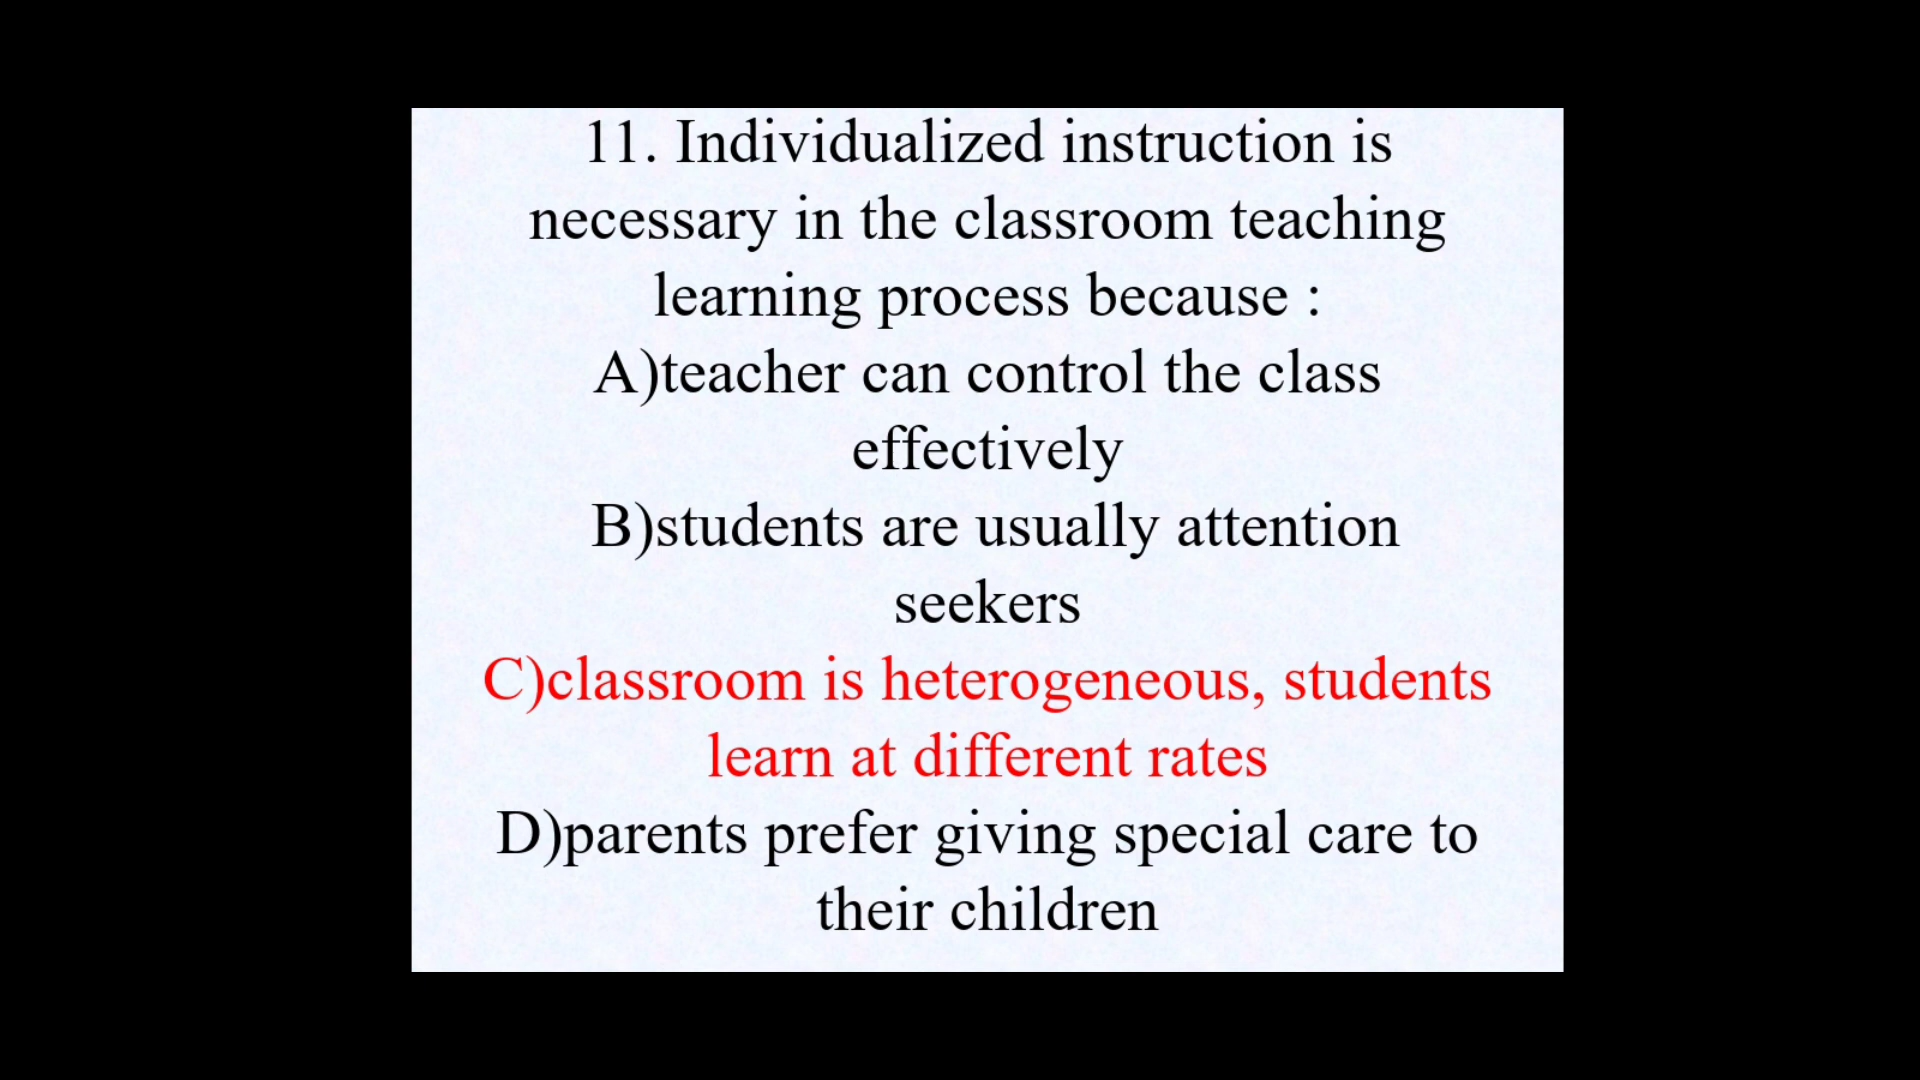 11. Individualized instruction is
necessary in the classroom teaching
learning process because :
A)teacher can control the class
effectively
B)students are usually attention
seekers
C)classroom is heterogeneous, students
learn at different rates
D)parents prefer giving special care to
their children